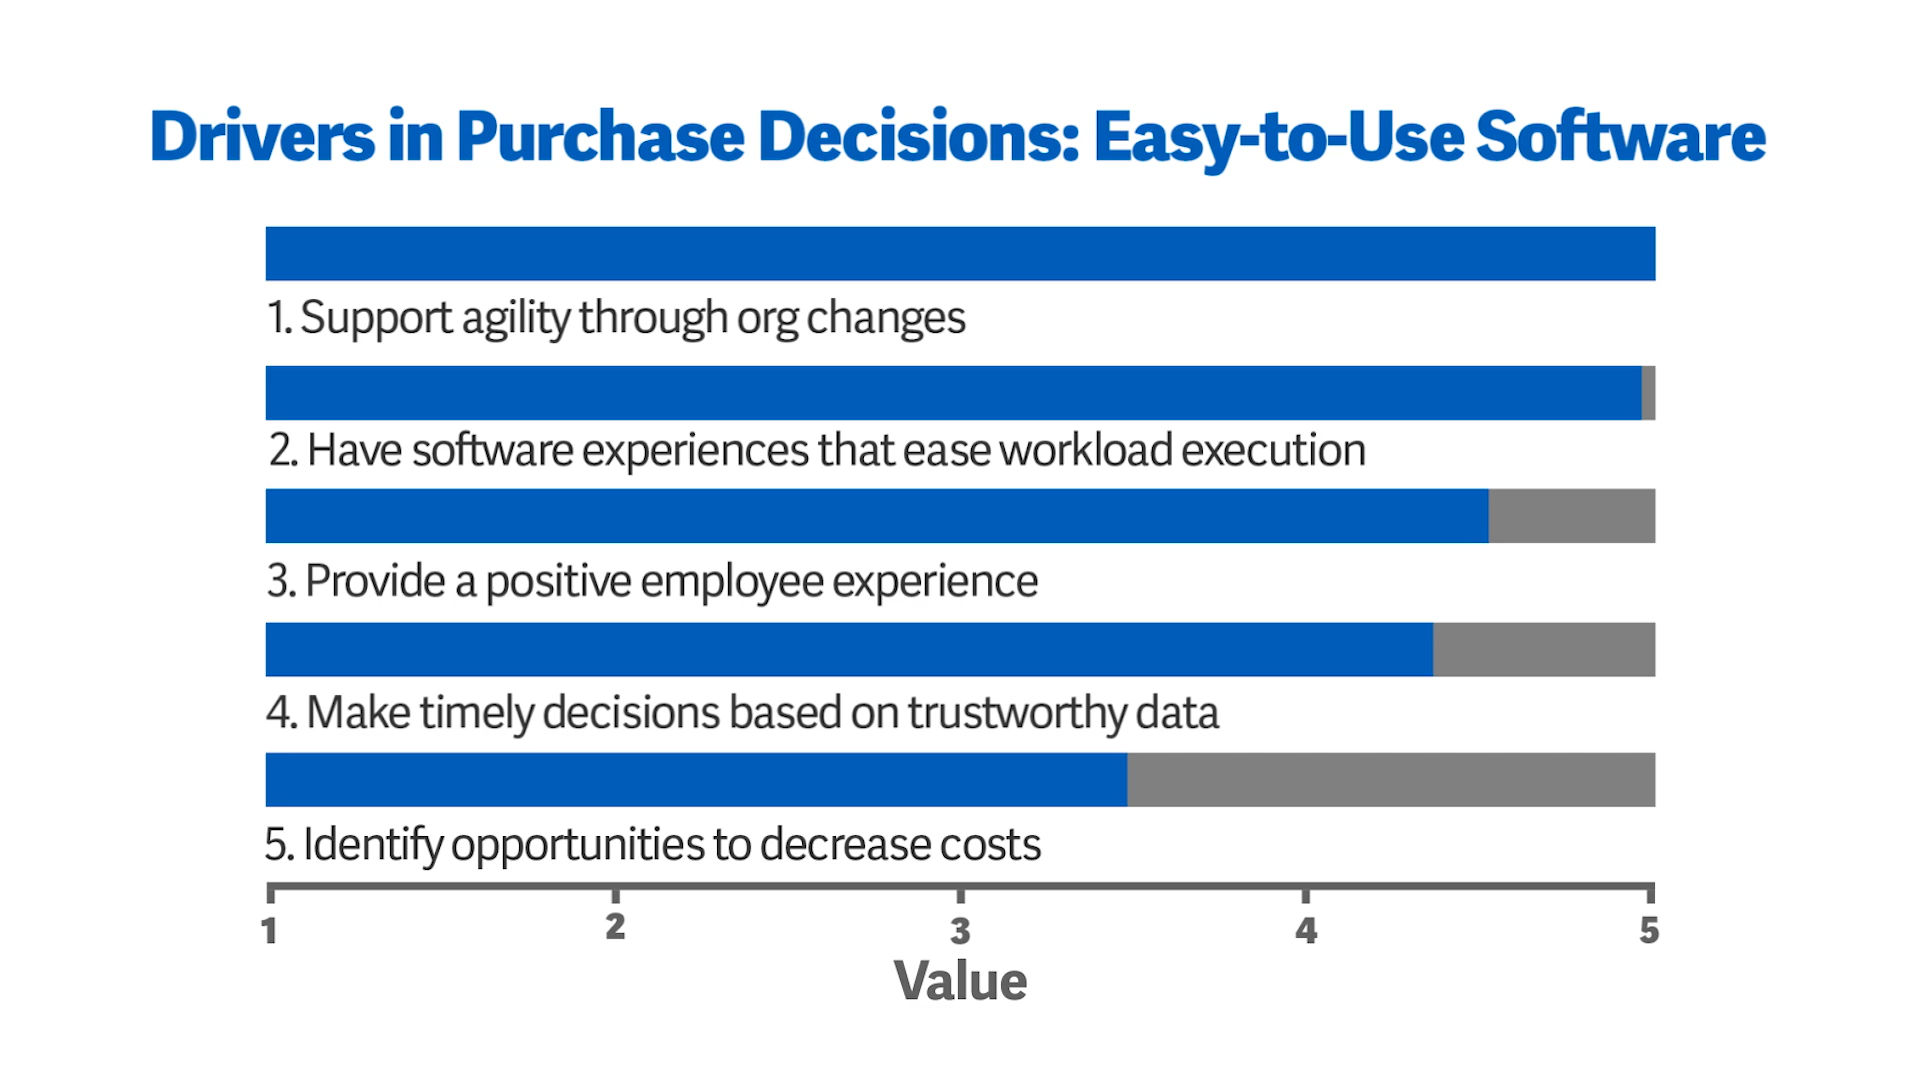 Drivers in Purchase Decisions: Easy-to-Use Software
1. Support agility through org changes
2. Have software experiences that ease workload execution
3. Provide a positive employee experience
4. Make timely decisions based on trustworthy data
5. Identify opportunities to decrease costs
1 2 3 4 5
Value